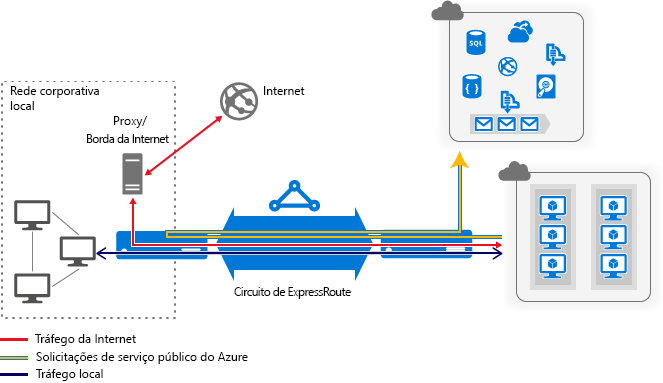 Rede corporativa
local
Proxy/
Borda da Internet
Internet
SQL
{ }
Circuito de ExpressRoute
Tráfego da Internet
Solicitações de serviço público do Azure
Tráfego local